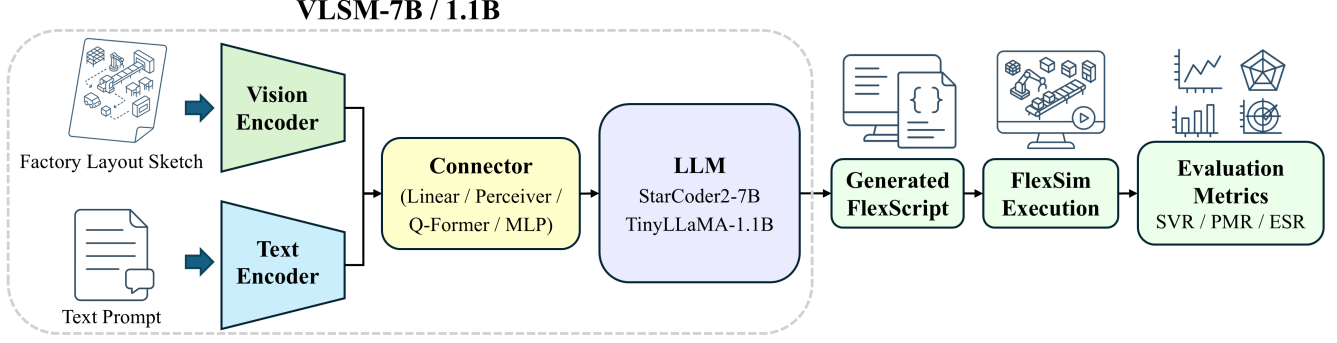 VLSM-7B / 1.1B
Factory Layout Sketch
Vision
Encoder
Text Prompt
Text
Encoder
Connector
(Linear / Perceiver /
Q-Former / MLP)
LLM
StarCoder2-7B
TinyLLaMA-1.1B
{}
Generated
FlexScript
FlexSim
Execution
Evaluation
Metrics
SVR / PMR / ESR